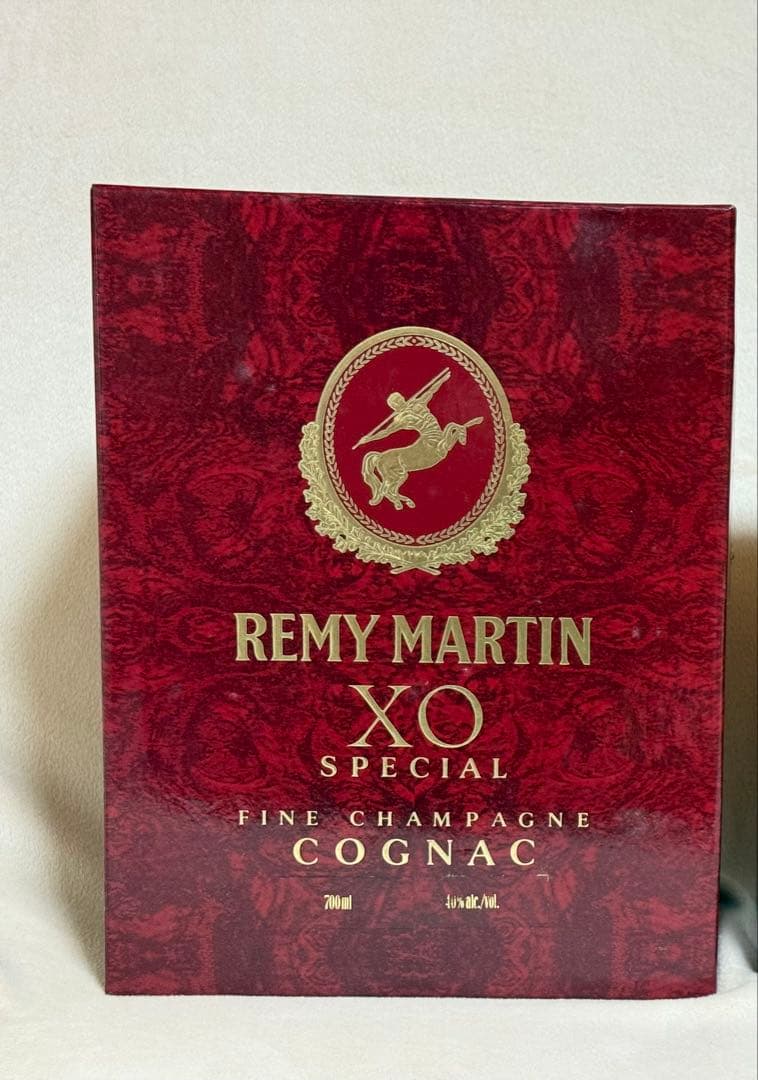 REMY MARTIN
XO
SPECIAL
FINE CHAMPAGNE
COGNAC
700ml 40% alc./vol.